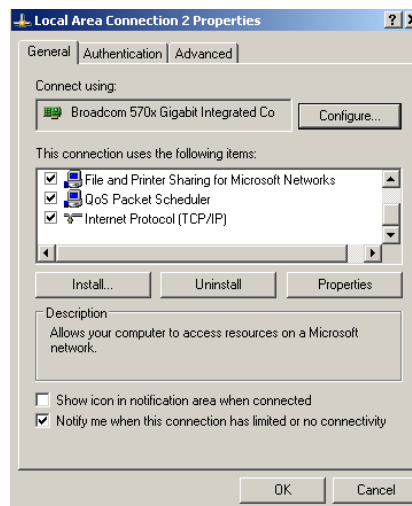 Local Area Connection 2 Properties
General Authentication Advanced
Connect using:
Broadcom 570x Gigabit Integrated Co
Configure...
This connection uses the following items:
File and Printer Sharing for Microsoft Networks
QoS Packet Scheduler
Internet Protocol (TCP/IP)
Install... Uninstall Properties
Description
Allows your computer to access resources on a Microsoft
network.
Show icon in notification area when connected
Notify me when this connection has limited or no connectivity
OK Cancel